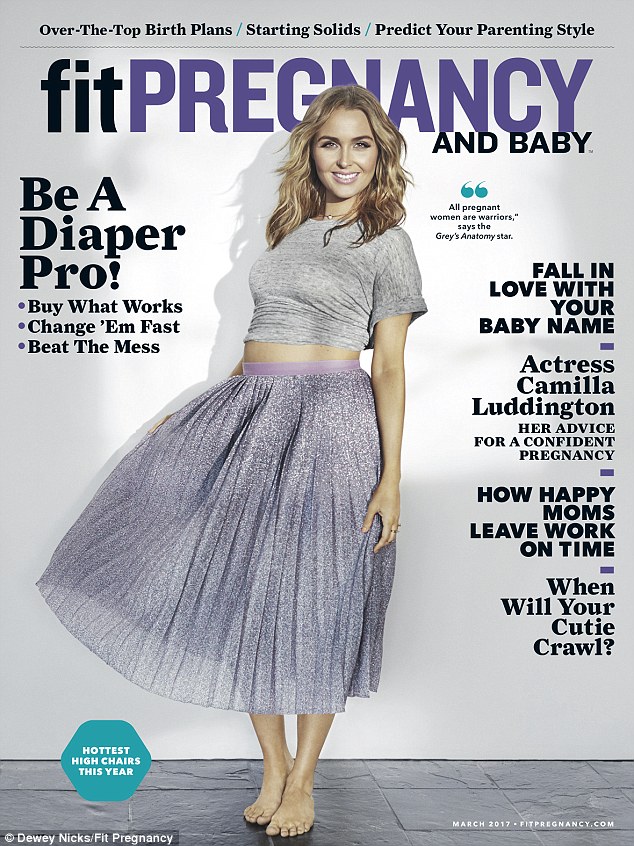 Over-The-Top Birth Plans / Starting Solids / Predict Your Parenting Style
fitPREGNANCY
AND BABY™
Be A
Diaper
Pro!
•Buy What Works
•Change ’Em Fast
•Beat The Mess
“
All pregnant
women are warriors,”
says the
Grey’s Anatomy star.
FALL IN
LOVE WITH
YOUR
BABY NAME
Actress
Camilla
Luddington
HER ADVICE
FOR A CONFIDENT
PREGNANCY
HOW HAPPY
MOMS
LEAVE WORK
ON TIME
When
Will Your
Cutie
Crawl?
HOTTEST
HIGH CHAIRS
THIS YEAR
MARCH 2017 • FITPREGNANCY.COM
© Dewey Nicks/Fit Pregnancy